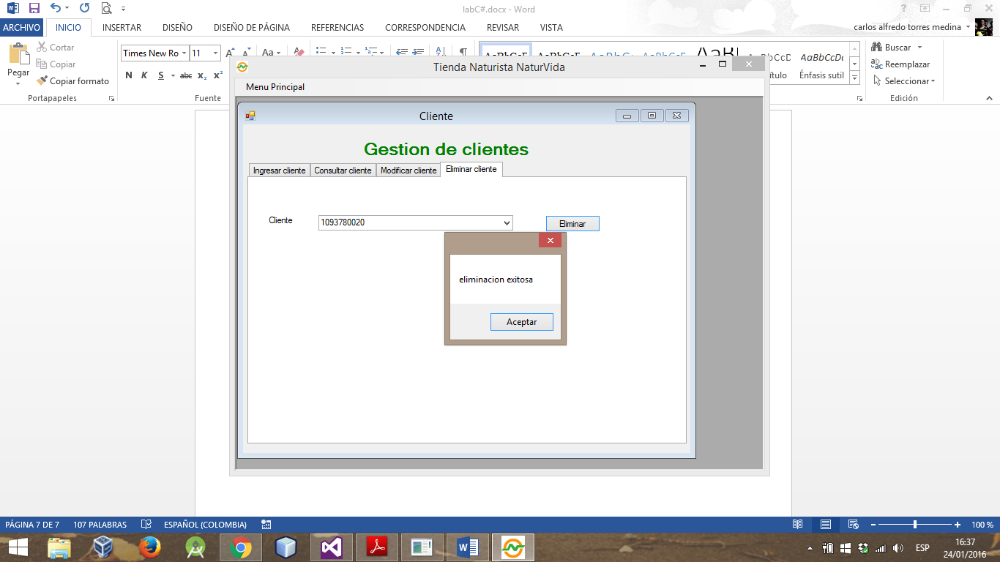 labC#.docx - Word
ARCHIVO INICIO INSERTAR DISEÑO DISEÑO DE PÁGINA REFERENCIAS CORRESPONDENCIA REVISAR VISTA carlos alfredo torres medina
Pegar
Cortar
Copiar
Copiar formato
Portapapeles
Times New Ro 11
N K S abc x₂ x²
Fuente
AaBbCcDc
Énfasis sutil
Buscar
Reemplazar
Seleccionar
Edición
Tienda Naturista NaturVida
Menu Principal
Cliente
Gestion de clientes
Ingresar cliente Consultar cliente Modificar cliente Eliminar cliente
Cliente 1093780020 Eliminar
eliminacion exitosa
Aceptar
PÁGINA 7 DE 7 107 PALABRAS ESPAÑOL (COLOMBIA) 100 %
ESP
16:37
24/01/2016